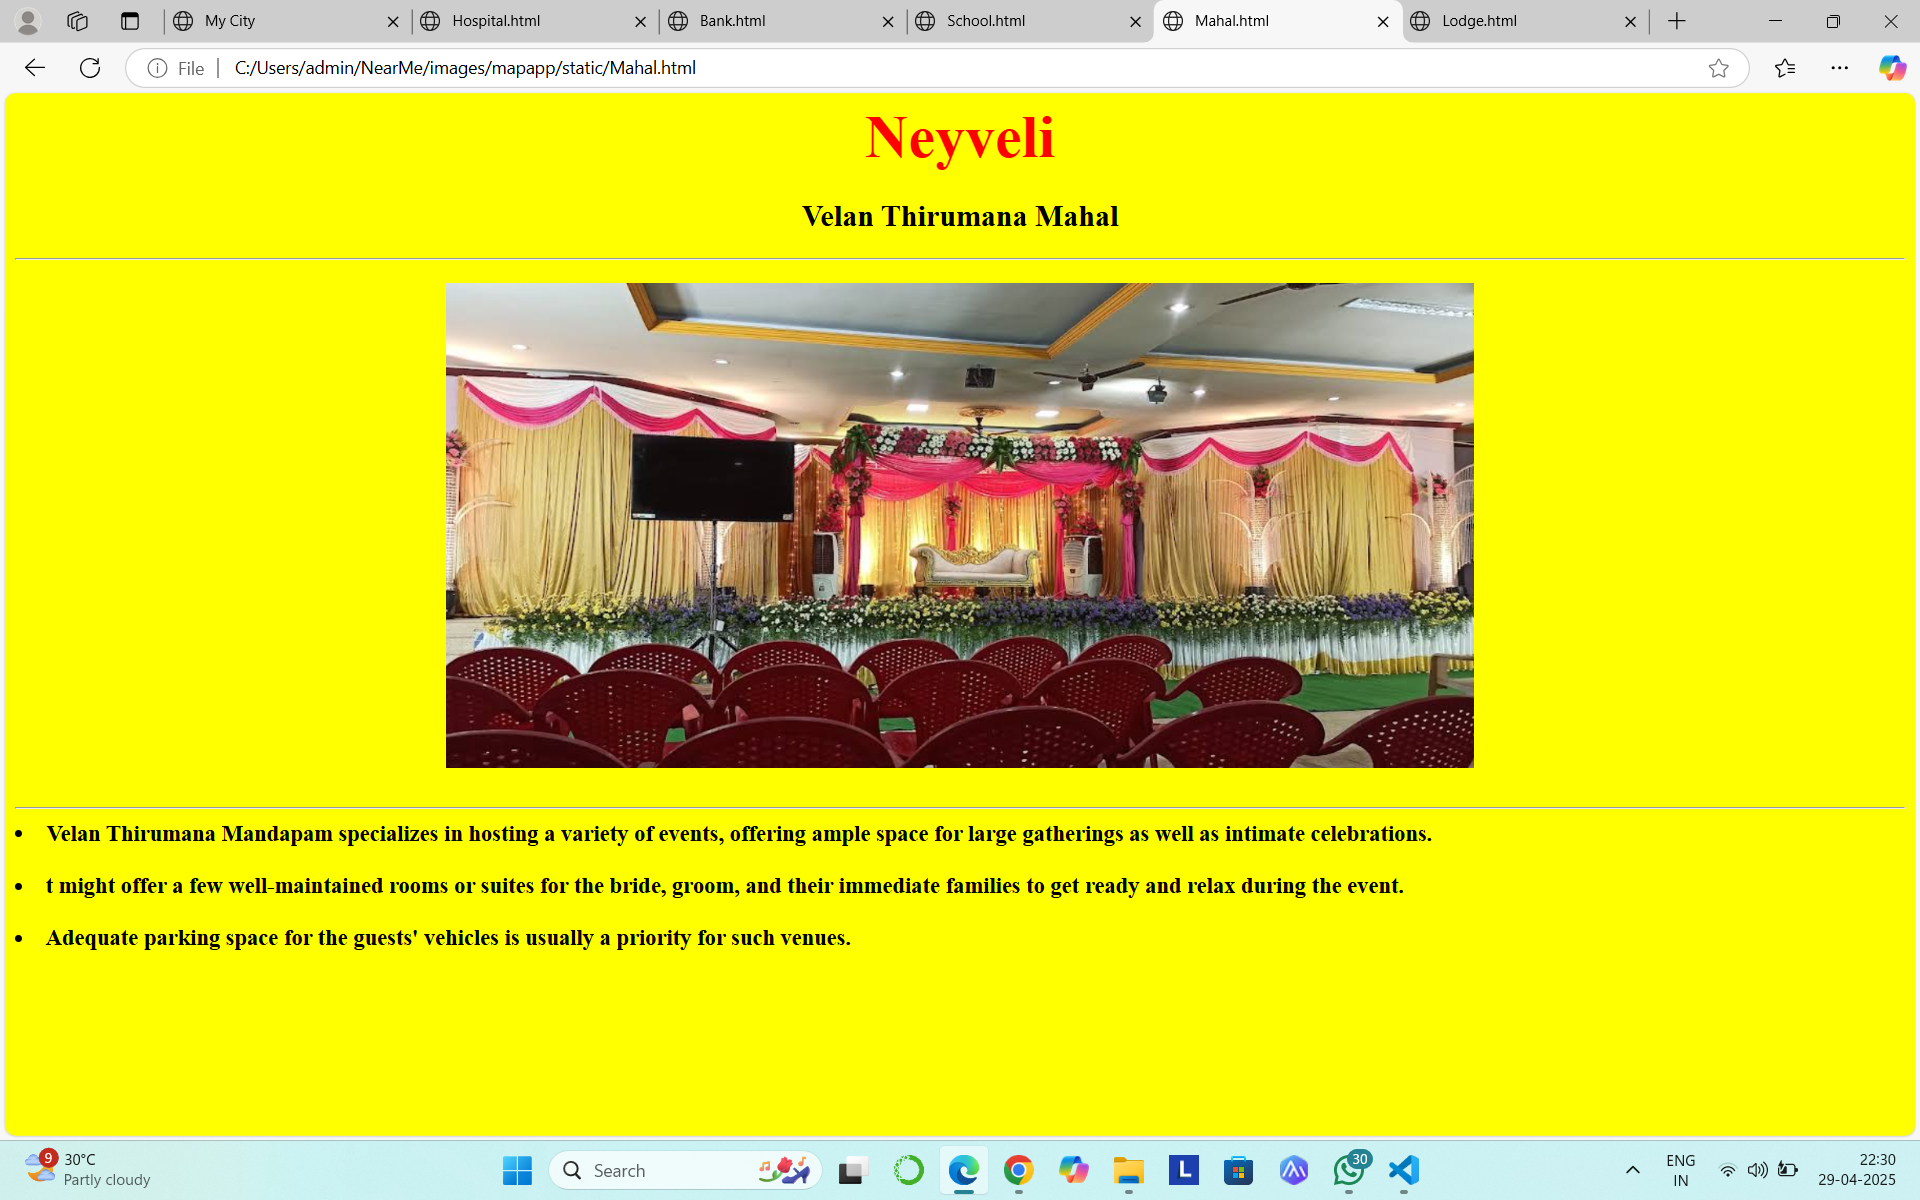 My City
Hospital.html
Bank.html
School.html
Mahal.html
Lodge.html
File
C:/Users/admin/NearMe/images/mapapp/static/Mahal.html
Neyveli
Velan Thirumana Mahal
• Velan Thirumana Mandapam specializes in hosting a variety of events, offering ample space for large gatherings as well as intimate celebrations.
• t might offer a few well-maintained rooms or suites for the bride, groom, and their immediate families to get ready and relax during the event.
• Adequate parking space for the guests' vehicles is usually a priority for such venues.
9
30°C
Partly cloudy
Search
L
30
ENG
IN
22:30
29-04-2025